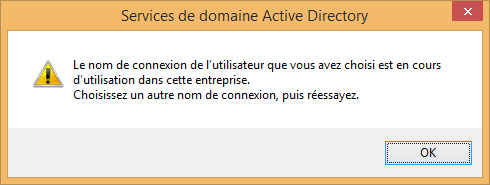 Services de domaine Active Directory
Le nom de connexion de l'utilisateur que vous avez choisi est en cours
d'utilisation dans cette entreprise.
Choisissez un autre nom de connexion, puis réessayez.
OK